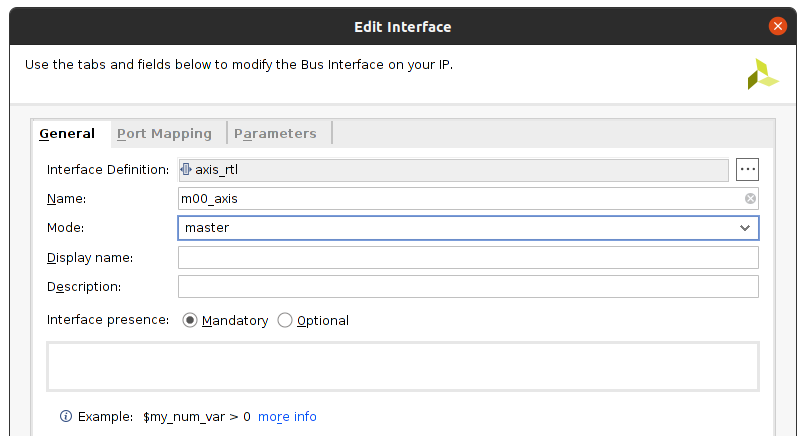 Edit Interface
Use the tabs and fields below to modify the Bus Interface on your IP.
General Port Mapping Parameters
Interface Definition: axis_rtl ...
Name: m00_axis
Mode: master
Display name:
Description:
Interface presence: Mandatory Optional
Example: $my_num_var > 0 more info